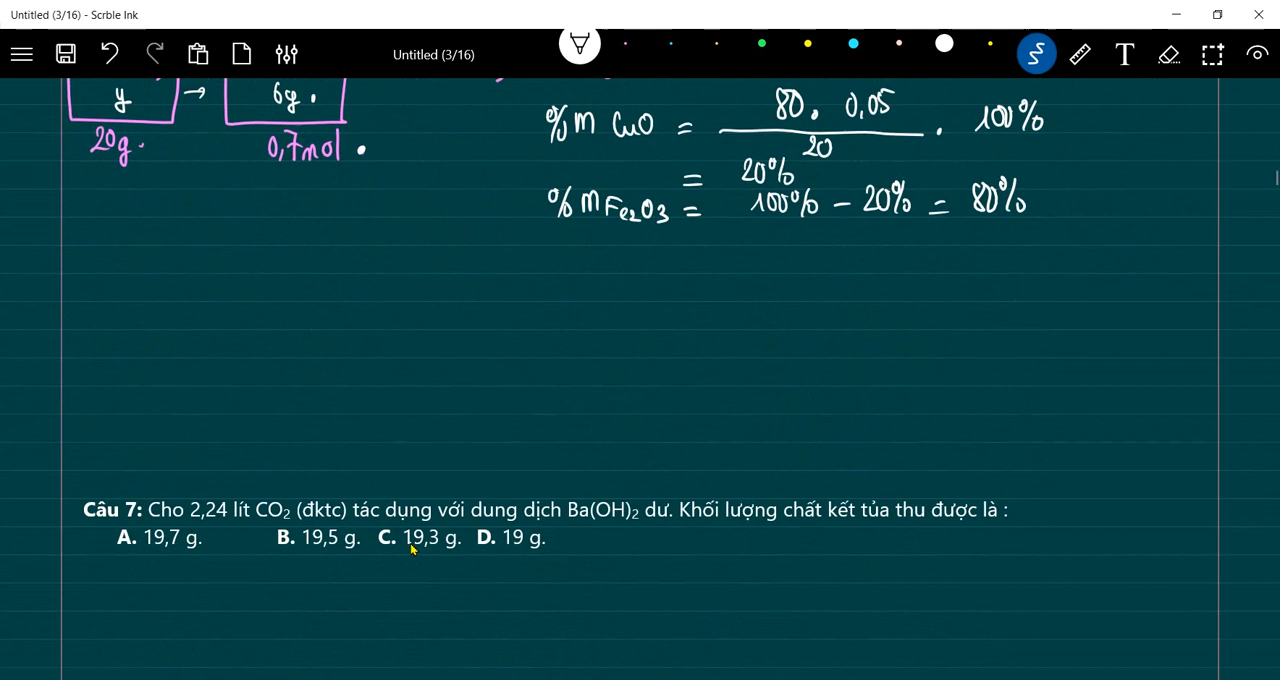 Untitled (3/16) - Scrble Ink
Untitled (3/16)
T
y → 6y.
20g. 0,7mol.
%m CuO = 80. 0,05 / 20 . 100%
= 20%
%m Fe₂O₃ = 100% - 20% = 80%
Câu 7: Cho 2,24 lít CO₂ (đktc) tác dụng với dung dịch Ba(OH)₂ dư. Khối lượng chất kết tủa thu được là :
A. 19,7 g. B. 19,5 g. C. 19,3 g. D. 19 g.